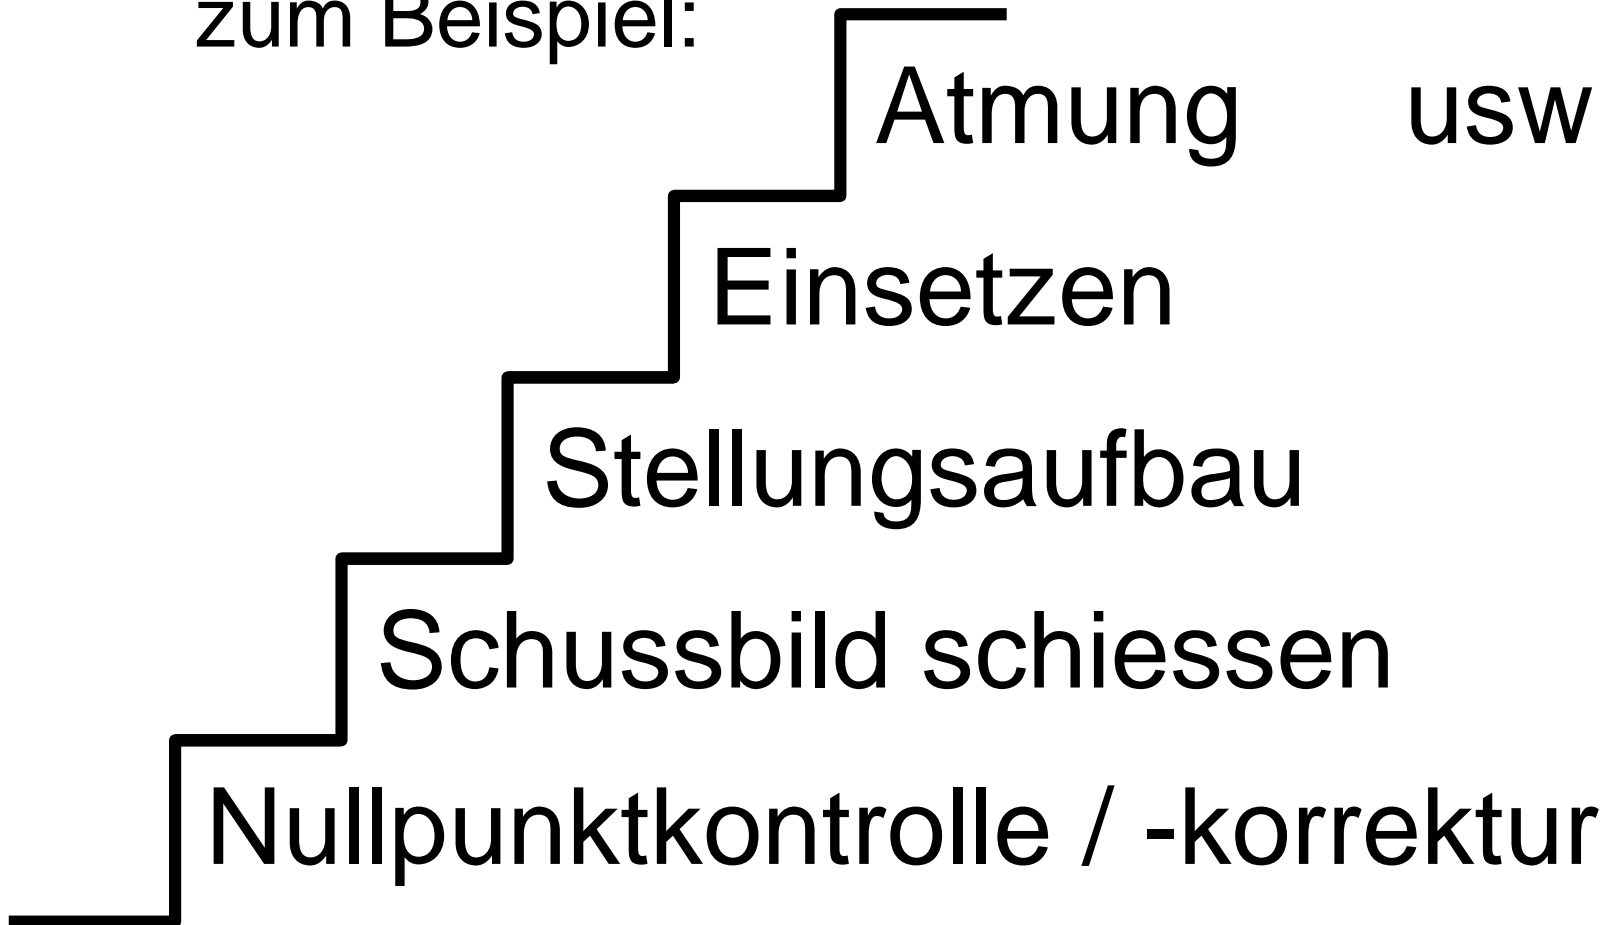 zum Beispiel:
Atmung usw
Einsetzen
Stellungsaufbau
Schussbild schiessen
Nullpunktkontrolle / -korrektur